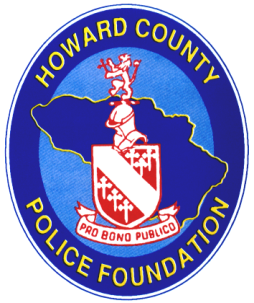 HOWARD COUNTY
PRO BONO PUBLICO
POLICE FOUNDATION